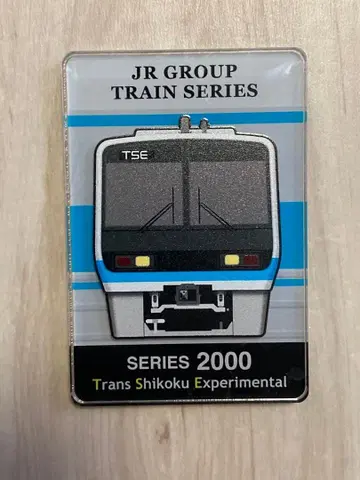 JR GROUP
TRAIN SERIES
TSE
SERIES 2000
Trans Shikoku Experimental